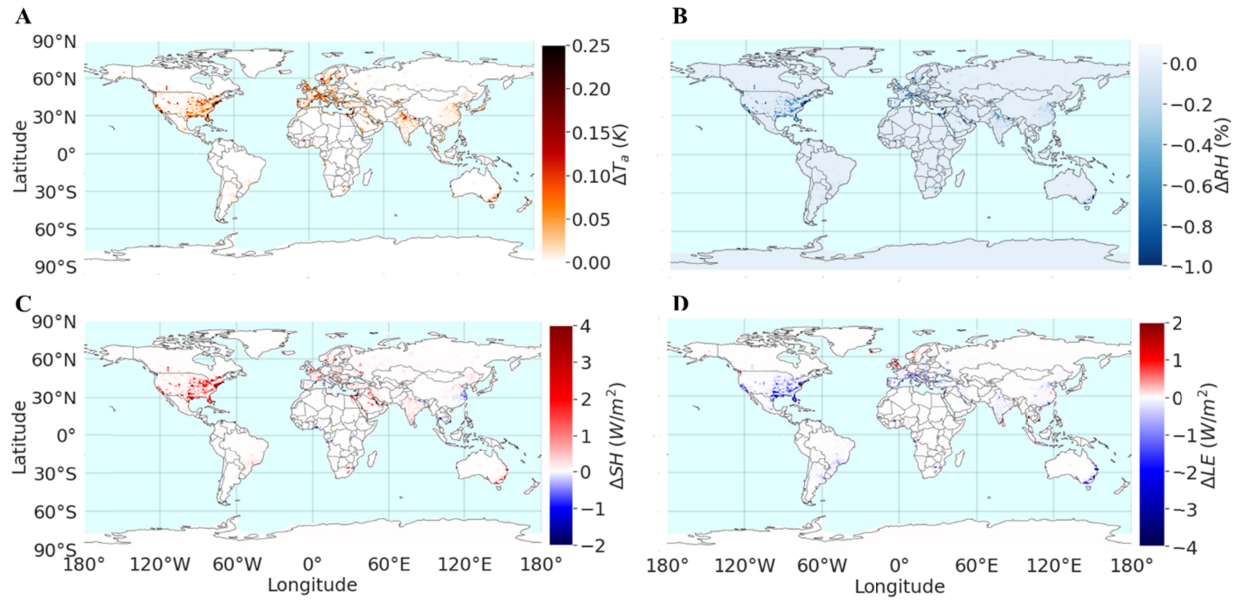 A
B
90°N
60°N
30°N
0°
30°S
60°S
90°S
Latitude
0.25
0.20
0.15
0.10
0.05
0.00
ΔTa (K)
0.0
−0.2
−0.4
−0.6
−0.8
−1.0
ΔRH (%)
C
D
90°N
60°N
30°N
0°
30°S
60°S
90°S
Latitude
4
3
2
1
0
−1
−2
ΔSH (W/m²)
2
1
0
−1
−2
−3
−4
ΔLE (W/m²)
180° 120°W 60°W 0° 60°E 120°E 180°
Longitude
180° 120°W 60°W 0° 60°E 120°E 180°
Longitude